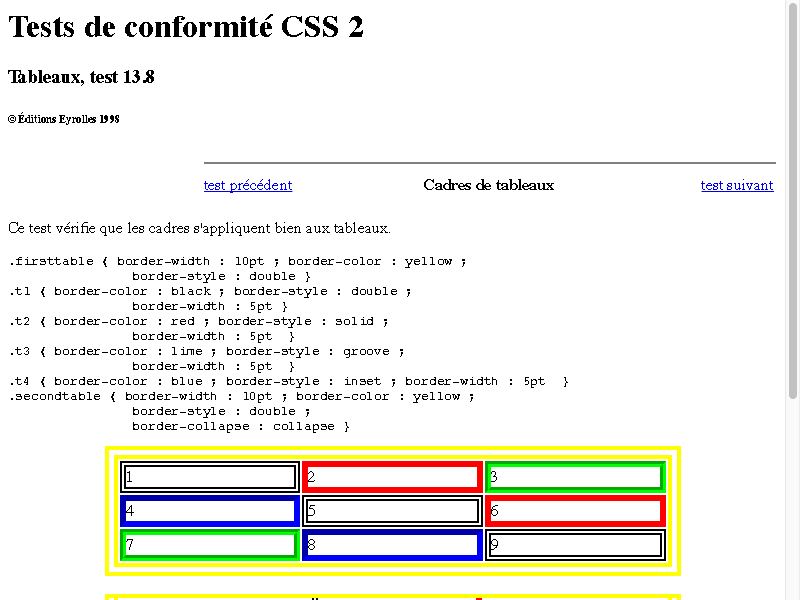 Tests de conformité CSS 2
Tableaux, test 13.8
© Éditions Eyrolles 1998
test précédent Cadres de tableaux test suivant
Ce test vérifie que les cadres s'appliquent bien aux tableaux.
.firsttable { border-width : 10pt ; border-color : yellow ;
border-style : double }
.t1 { border-color : black ; border-style : double ;
border-width : 5pt }
.t2 { border-color : red ; border-style : solid ;
border-width : 5pt }
.t3 { border-color : lime ; border-style : groove ;
border-width : 5pt }
.t4 { border-color : blue ; border-style : inset ; border-width : 5pt }
.secondtable { border-width : 10pt ; border-color : yellow ;
border-style : double ;
border-collapse : collapse }
1 2 3
4 5 6
7 8 9